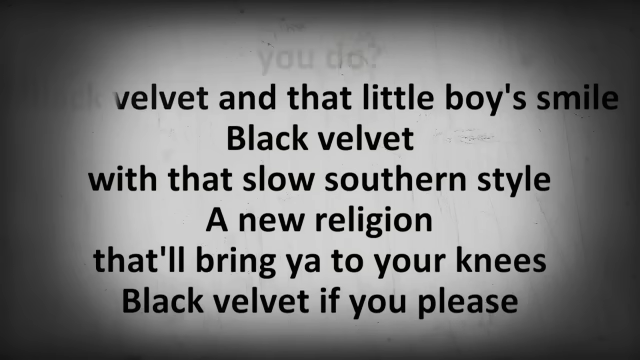 you do?
Black velvet and that little boy's smile
Black velvet
with that slow southern style
A new religion
that'll bring ya to your knees
Black velvet if you please